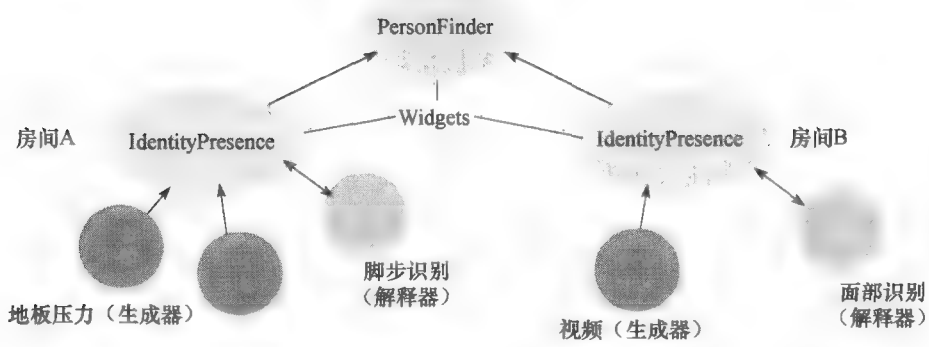 PersonFinder
Widgets
房间A
IdentityPresence
IdentityPresence
房间B
脚步识别
（解释器）
地板压力（生成器）
视频（生成器）
面部识别
（解释器）